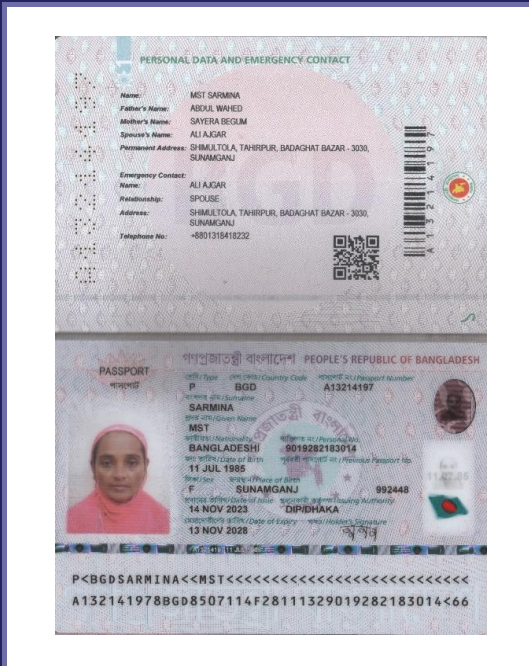 PERSONAL DATA AND EMERGENCY CONTACT
Name: MST SARMINA
Father's Name: ABDUL WAHED
Mother's Name: SAYERA BEGUM
Spouse's Name: ALI AJGAR
Permanent Address: SHIMULTOLA, TAHIRPUR, BADAGHAT BAZAR - 3030,
SUNAMGANJ
Emergency Contact:
Name: ALI AJGAR
Relationship: SPOUSE
Address: SHIMULTOLA, TAHIRPUR, BADAGHAT BAZAR - 3030,
SUNAMGANJ
Telephone No: +8801318418232
A13214197
গণপ্রজাতন্ত্রী বাংলাদেশ PEOPLE'S REPUBLIC OF BANGLADESH
PASSPORT
পাসপোর্ট
Type Country Code Passport Number
P BGD A13214197
Surname
SARMINA
Given Name
MST
Nationality Personal No.
BANGLADESHI 9019282183014
Date of Birth Previous Passport No.
11 JUL 1985
Sex Place of Birth
F SUNAMGANJ 992448
Date of Issue Issuing Authority
14 NOV 2023 DIP/DHAKA
Date of Expiry Holder's Signature
13 NOV 2028
P<BGDSARMINA<<MST<<<<<<<<<<<<<<<<<<<<<<<<<<<
A132141978BGD8507114F28111329019282183014<66